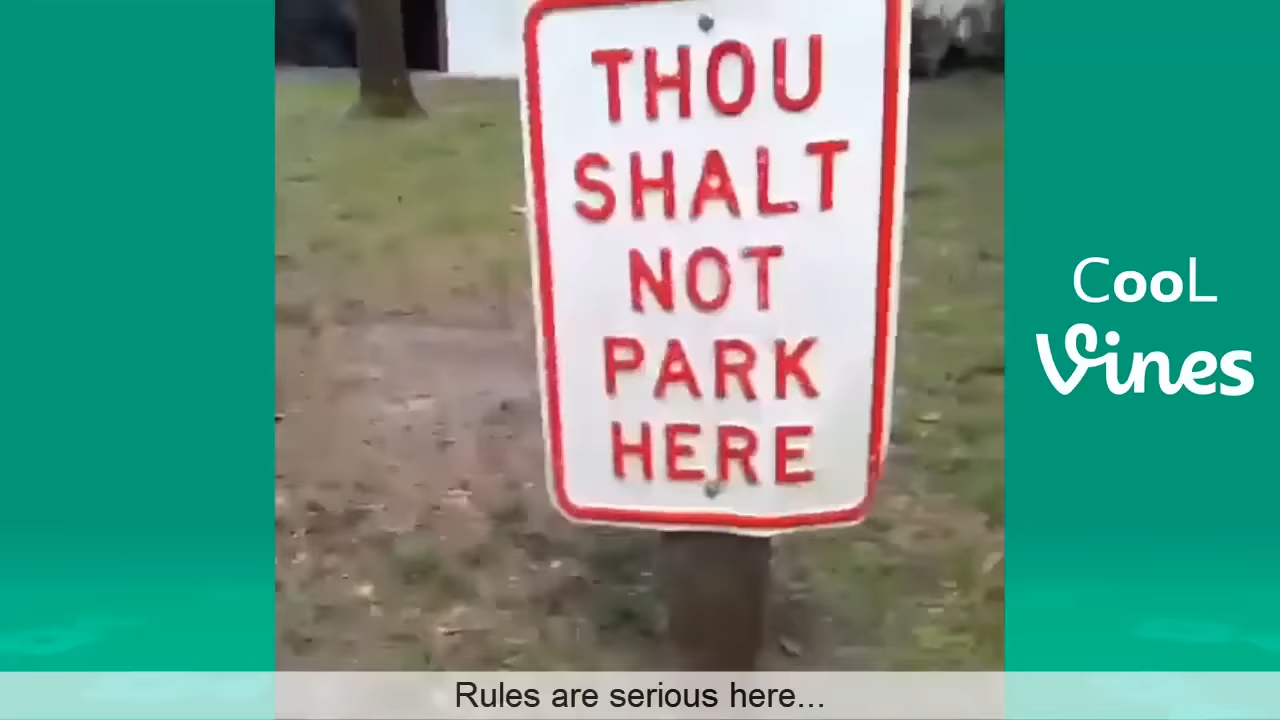 THOU
SHALT
NOT
PARK
HERE
CooL
Vines
Rules are serious here...